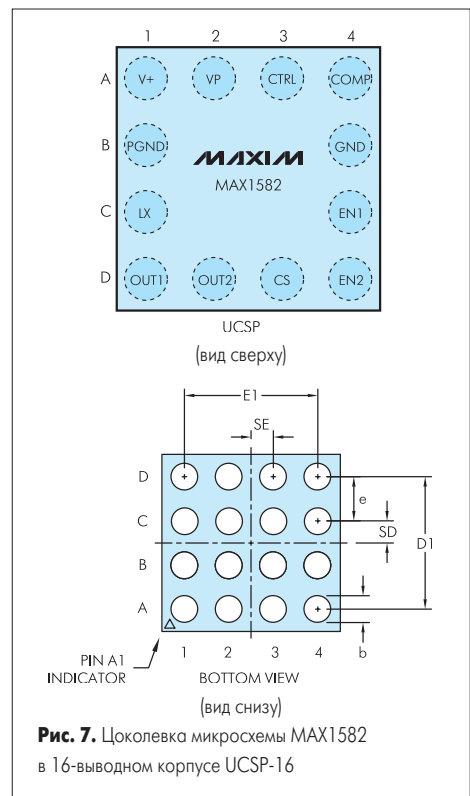 1 2 3 4
A V+ VP CTRL COMP
B PGND GND
MAXIM
MAX1582
C LX EN1
D OUT1 OUT2 CS EN2
UCSP
(вид сверху)
E1
SE
D
e
C
SD
D1
B
A
b
1 2 3 4
PIN A1
INDICATOR
BOTTOM VIEW
(вид снизу)
Рис. 7. Цоколевка микросхемы MAX1582
в 16-выводном корпусе UCSP-16